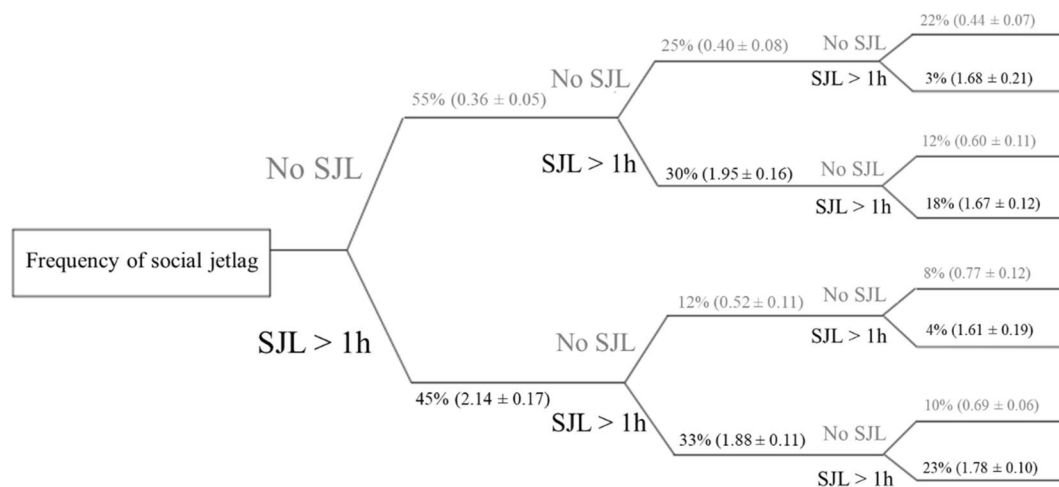 22% (0.44 ± 0.07)
25% (0.40 ± 0.08)
No SJL
SJL > 1h
3% (1.68 ± 0.21)
No SJL
55% (0.36 ± 0.05)
12% (0.60 ± 0.11)
No SJL
SJL > 1h
30% (1.95 ± 0.16)
No SJL
SJL > 1h
18% (1.67 ± 0.12)
Frequency of social jetlag
8% (0.77 ± 0.12)
12% (0.52 ± 0.11)
No SJL
SJL > 1h
4% (1.61 ± 0.19)
SJL > 1h
No SJL
45% (2.14 ± 0.17)
10% (0.69 ± 0.06)
SJL > 1h
33% (1.88 ± 0.11)
No SJL
SJL > 1h
23% (1.78 ± 0.10)